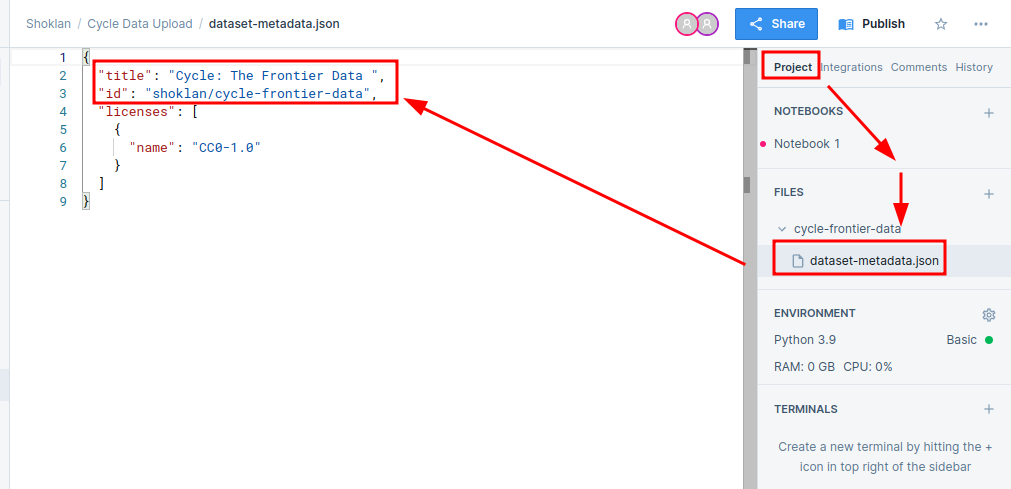 Shoklan / Cycle Data Upload / dataset-metadata.json
Share
Publish
1 {
2 "title": "Cycle: The Frontier Data ",
3 "id": "shoklan/cycle-frontier-data",
4 "licenses": [
5 {
6 "name": "CC0-1.0"
7 }
8 ]
9 }
Project Integrations Comments History
NOTEBOOKS +
Notebook 1
FILES +
cycle-frontier-data
dataset-metadata.json
ENVIRONMENT
Python 3.9 Basic
RAM: 0 GB CPU: 0%
TERMINALS +
Create a new terminal by hitting the +
icon in top right of the sidebar